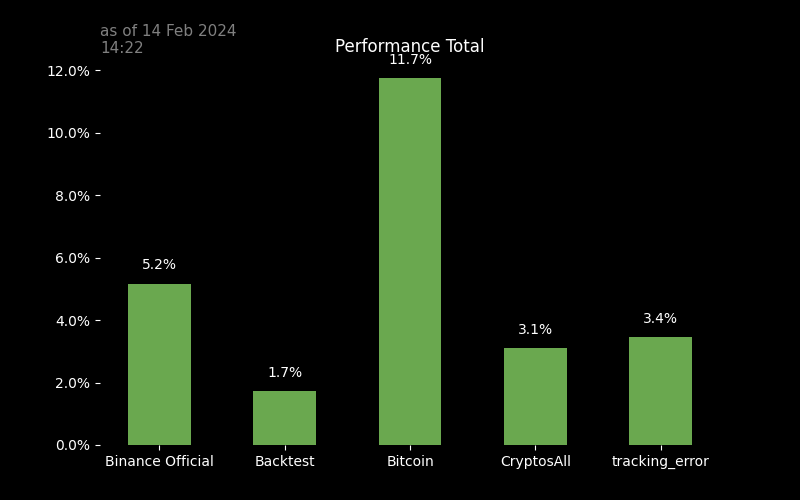 as of 14 Feb 2024
14:22
Performance Total
12.0%
10.0%
8.0%
6.0%
4.0%
2.0%
0.0%
5.2%
1.7%
11.7%
3.1%
3.4%
Binance Official
Backtest
Bitcoin
CryptosAll
tracking_error